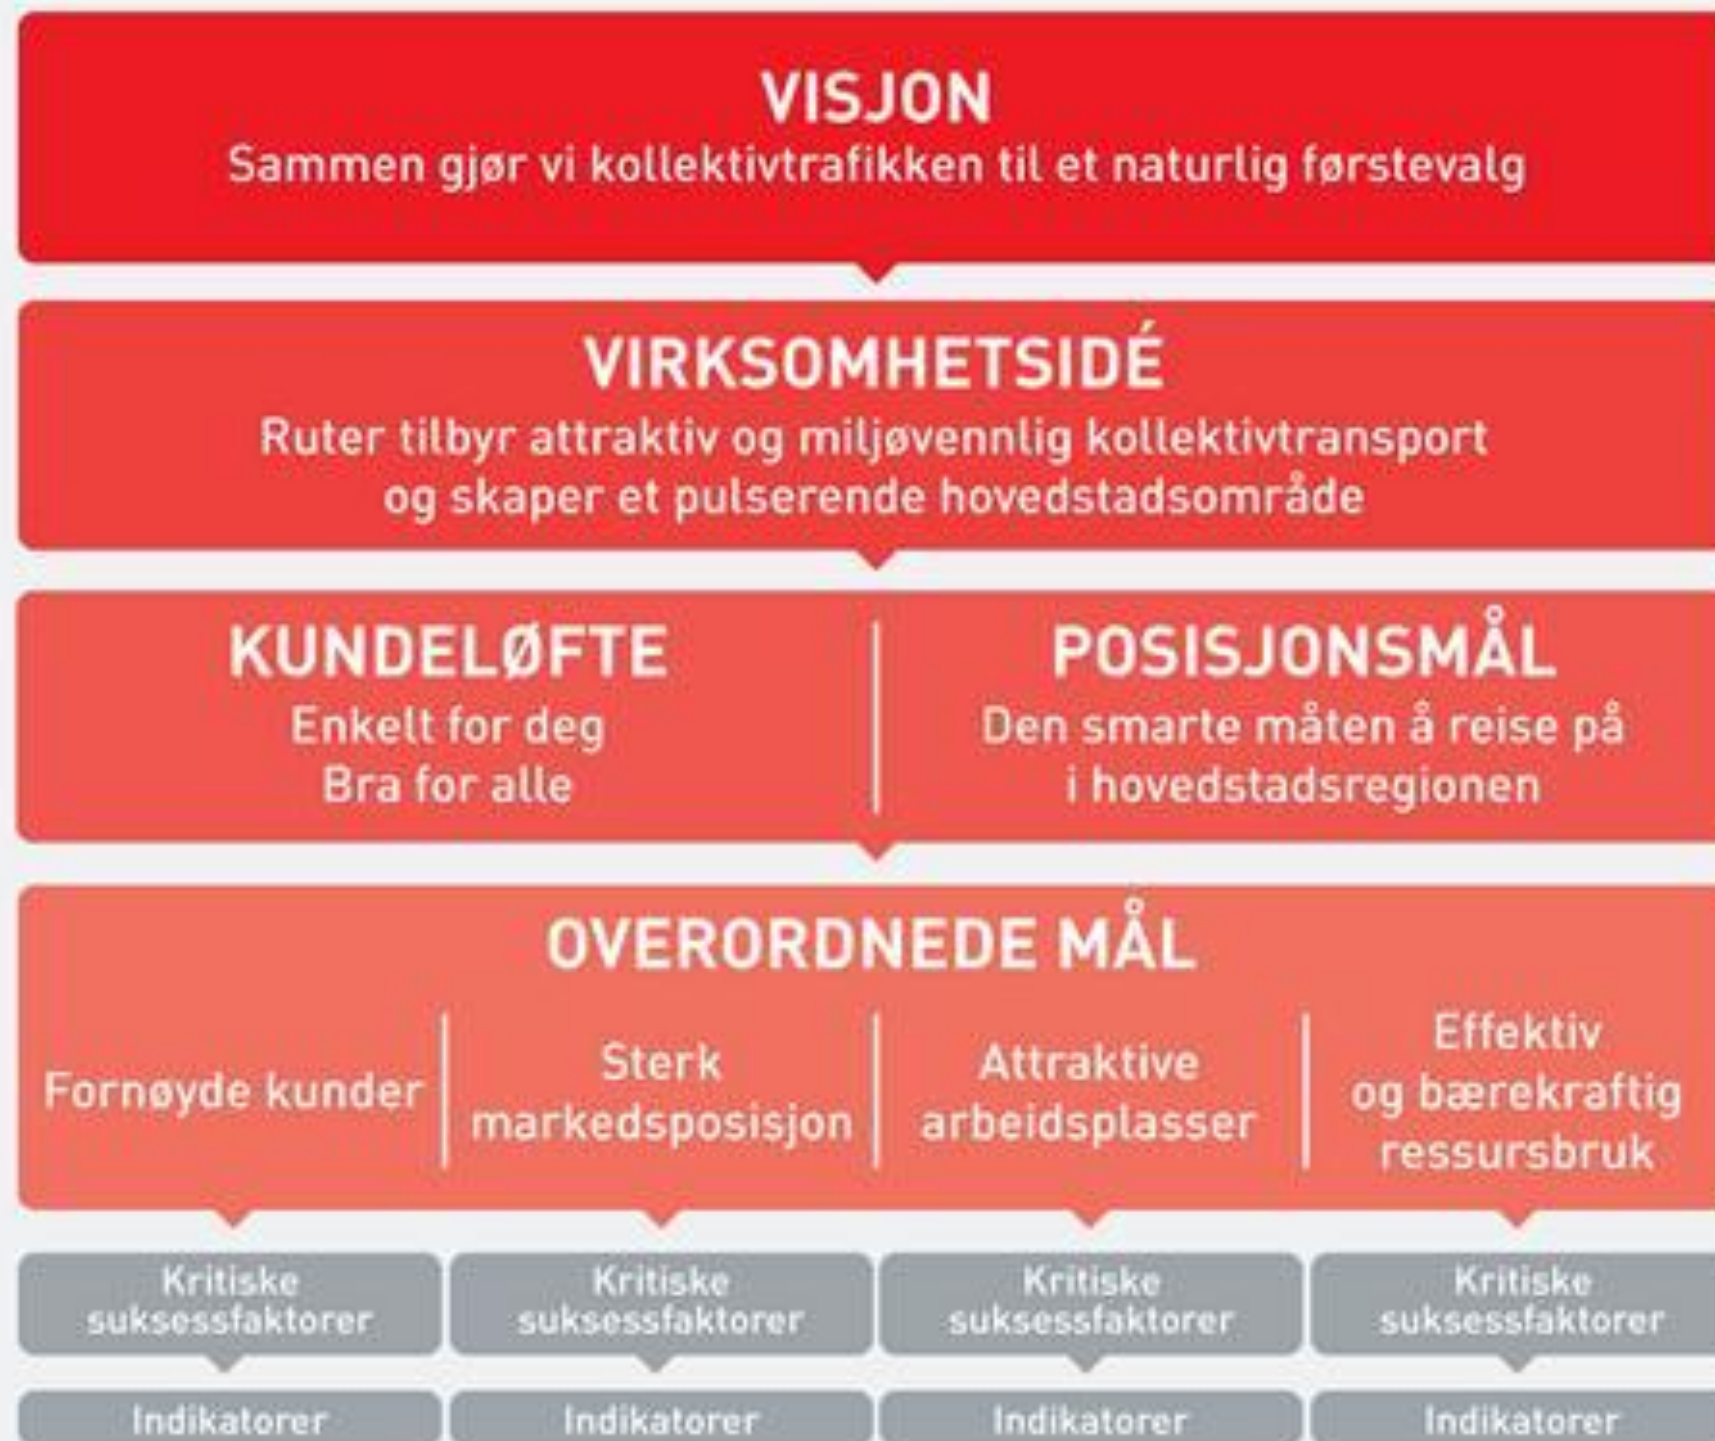 VISJON
Sammen gjør vi kollektivtrafikken til et naturlig førstevalg
VIRKSOMHETSIDÉ
Ruter tilbyr attraktiv og miljøvennlig kollektivtransport
og skaper et pulserende hovedstadsområde
KUNDELØFTE
Enkelt for deg
Bra for alle
POSISJONSMÅL
Den smarte måten å reise på
i hovedstadsregionen
OVERORDNEDE MÅL
Fornøyde kunder
Sterk
markedsposisjon
Attraktive
arbeidsplasser
Effektiv
og bærekraftig
ressursbruk
Kritiske
suksessfaktorer
Kritiske
suksessfaktorer
Kritiske
suksessfaktorer
Kritiske
suksessfaktorer
Indikatorer
Indikatorer
Indikatorer
Indikatorer